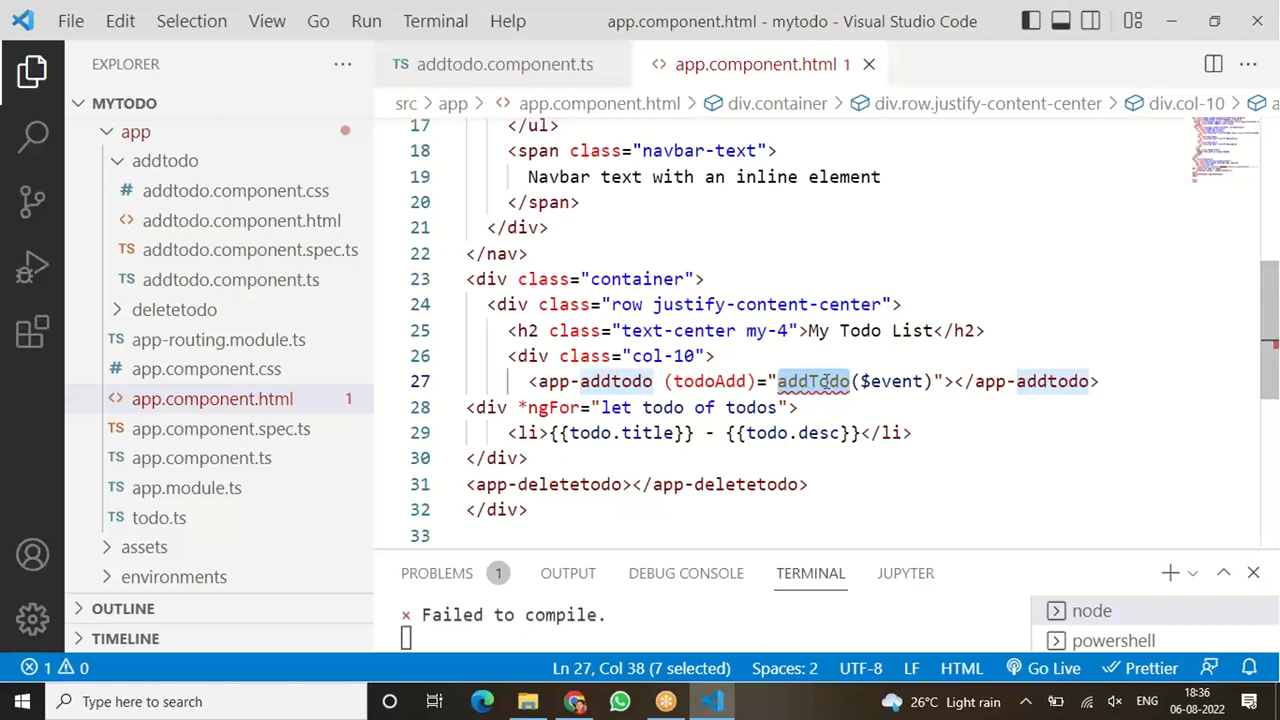 File Edit Selection View Go Run Terminal Help app.component.html - mytodo - Visual Studio Code
EXPLORER
MYTODO
app
addtodo
addtodo.component.css
addtodo.component.html
addtodo.component.spec.ts
TS addtodo.component.ts
deletetodo
TS app-routing.module.ts
app.component.css
app.component.html 1
TS app.component.spec.ts
TS app.component.ts
TS app.module.ts
TS todo.ts
assets
environments
OUTLINE
TIMELINE
TS addtodo.component.ts
app.component.html 1
src > app > app.component.html > div.container > div.row.justify-content-center > div.col-10 > a
17 </ul>
18 <span class="navbar-text">
19 Navbar text with an inline element
20 </span>
21 </div>
22 </nav>
23 <div class="container">
24 <div class="row justify-content-center">
25 <h2 class="text-center my-4">My Todo List</h2>
26 <div class="col-10">
27 <app-addtodo (todoAdd)="addTodo($event)"></app-addtodo>
28 <div *ngFor="let todo of todos">
29 <li>{{todo.title}} - {{todo.desc}}</li>
30 </div>
31 <app-deletetodo></app-deletetodo>
32 </div>
33
PROBLEMS 1 OUTPUT DEBUG CONSOLE TERMINAL JUPYTER
× Failed to compile.
node
powershell
1 0 Ln 27, Col 38 (7 selected) Spaces: 2 UTF-8 LF HTML Go Live Prettier
Type here to search
26°C Light rain
ENG
18:36
06-08-2022